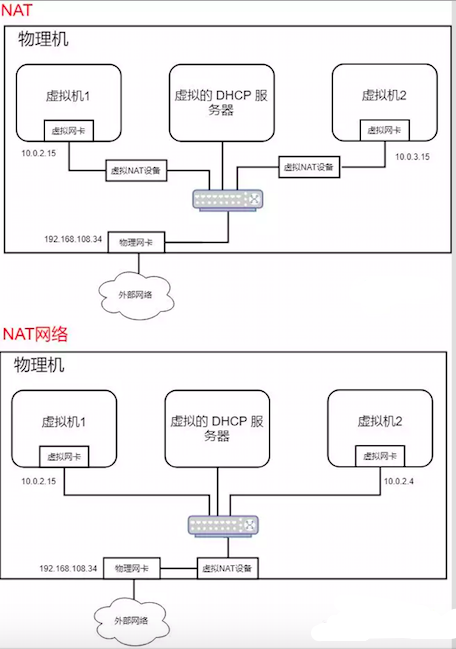 NAT
物理机
虚拟机1
虚拟网卡
10.0.2.15
虚拟的 DHCP 服
务器
虚拟机2
虚拟网卡
10.0.3.15
虚拟NAT设备
虚拟NAT设备
192.168.108.34
物理网卡
外部网络
NAT网络
物理机
虚拟机1
虚拟网卡
10.0.2.15
虚拟的 DHCP 服
务器
虚拟机2
虚拟网卡
10.0.2.4
192.168.108.34
物理网卡
虚拟NAT设备
外部网络